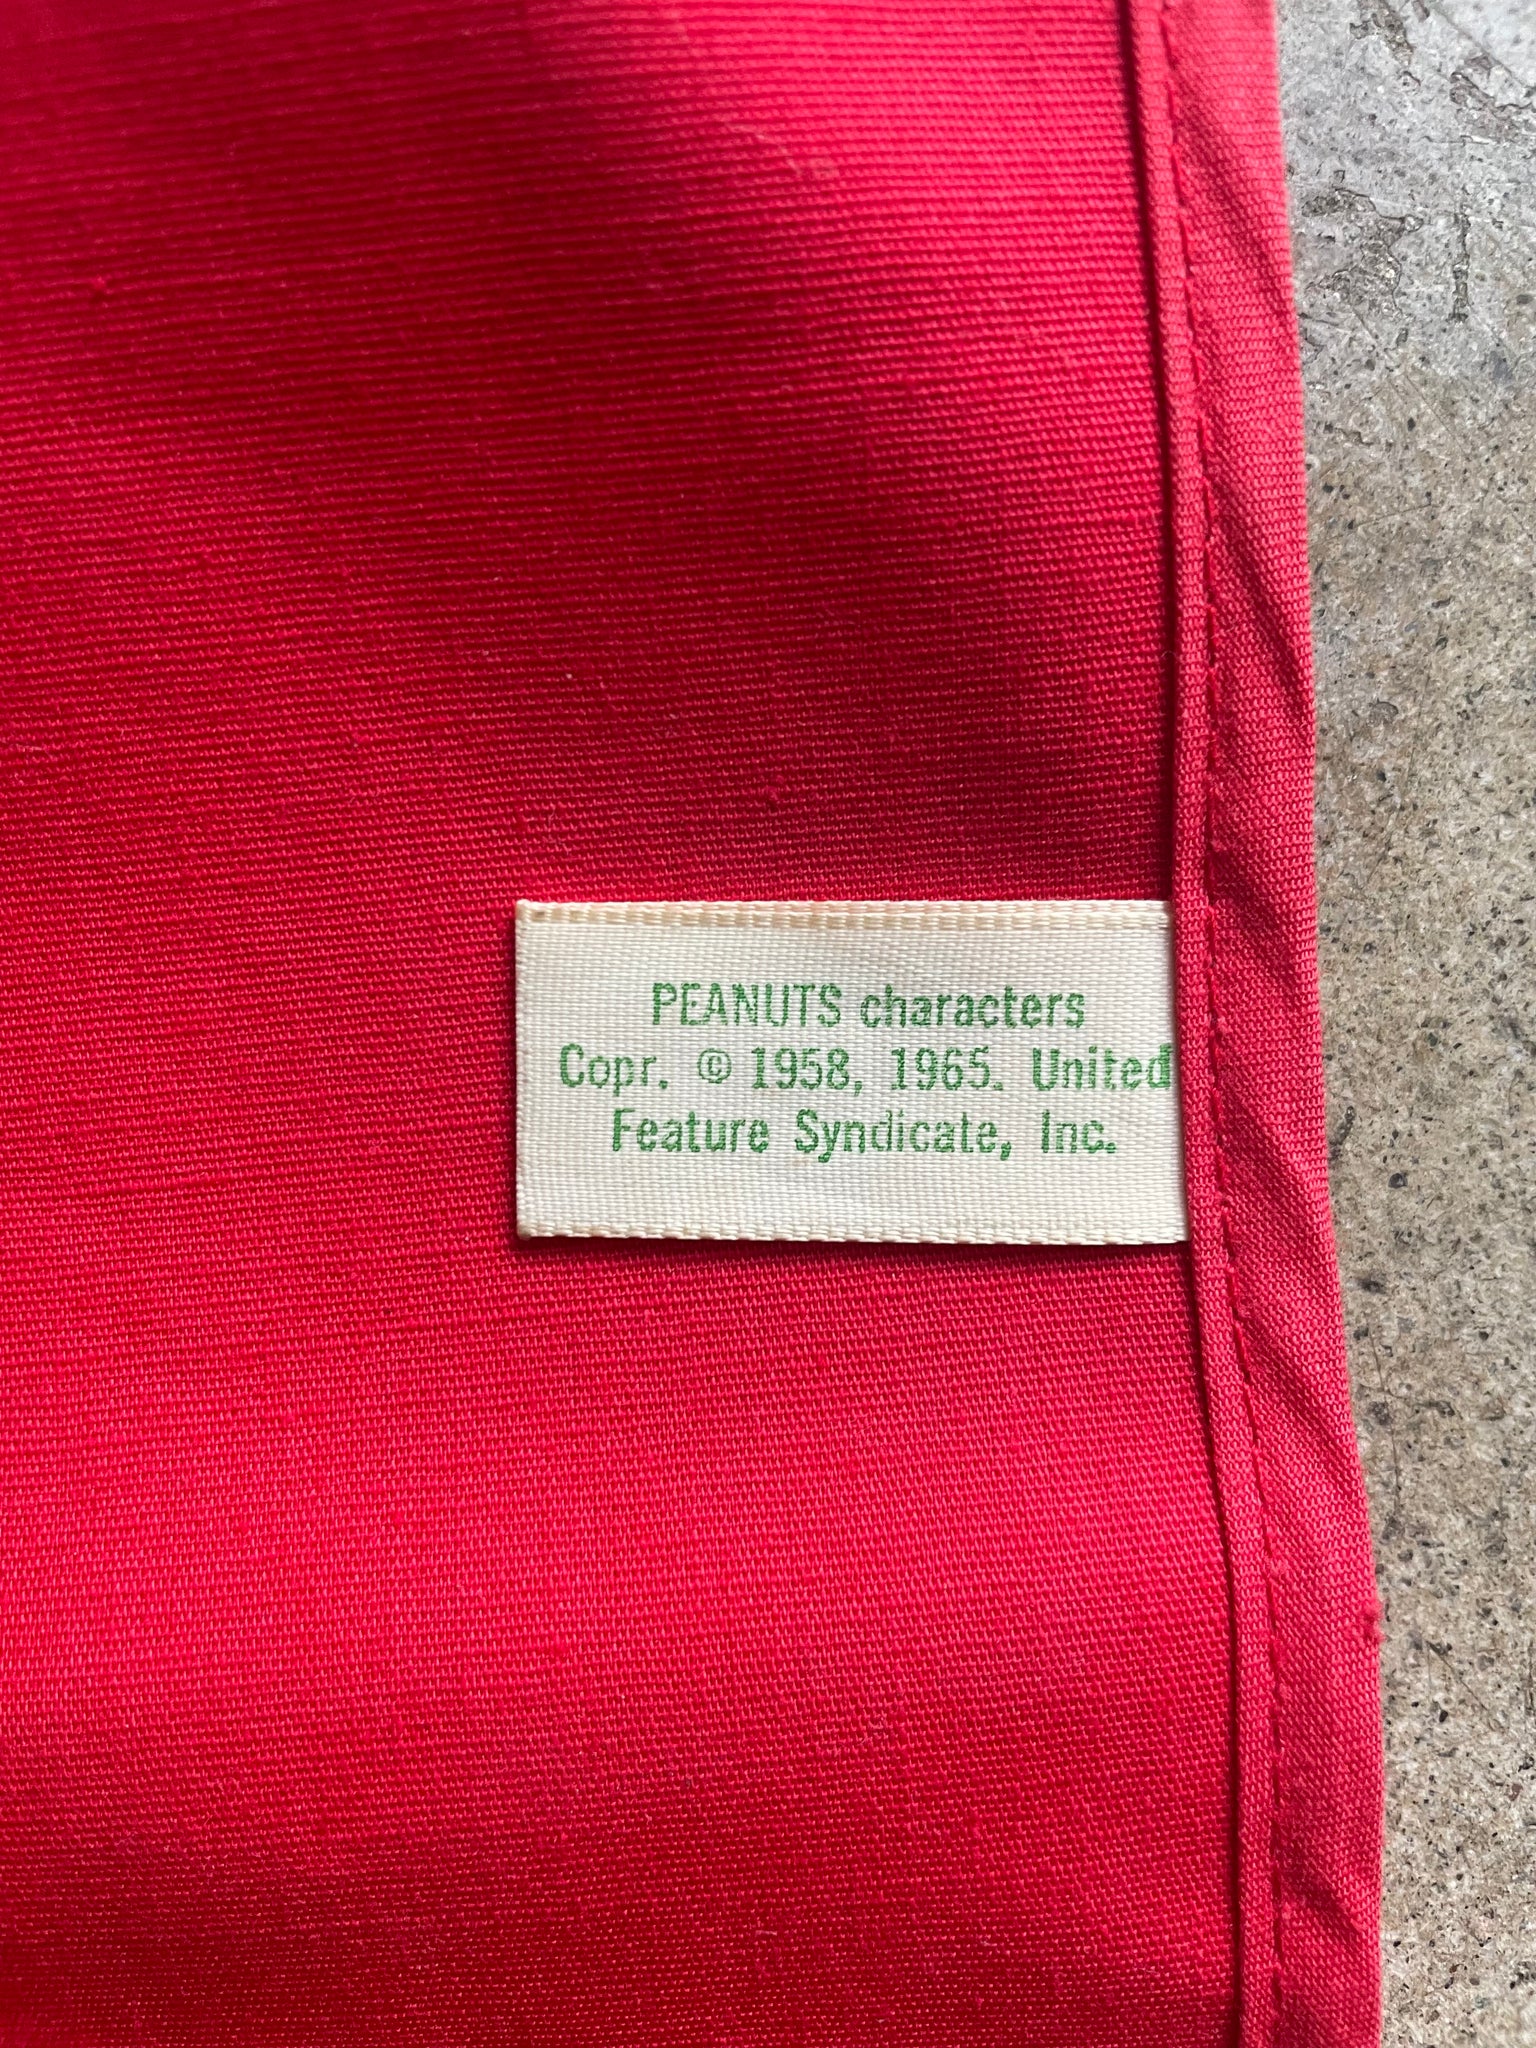 PEANUTS characters
Copr. © 1958, 1965. United
Feature Syndicate, Inc.